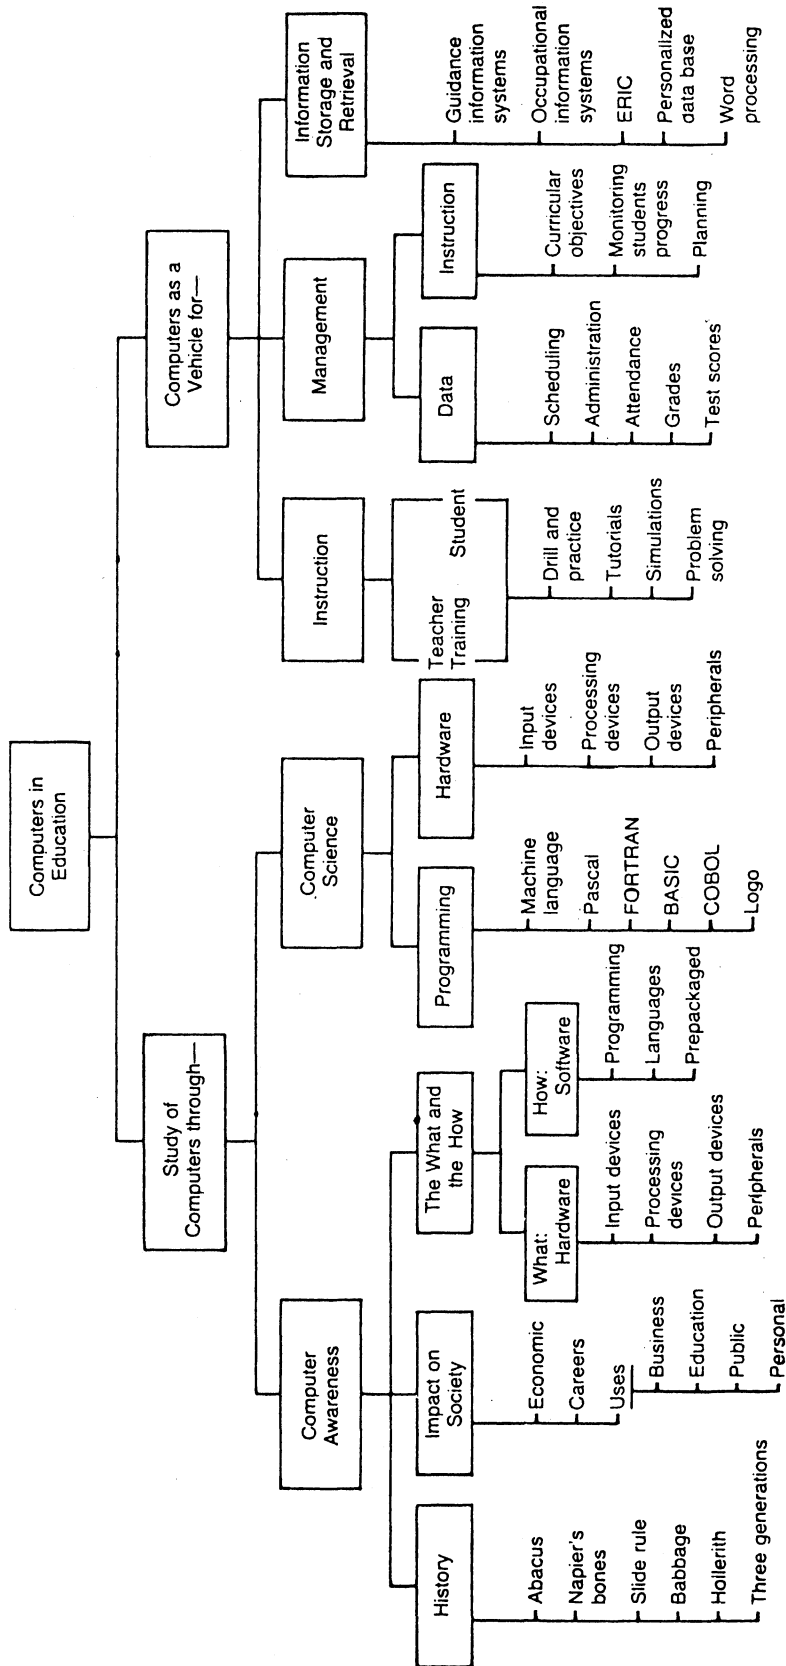 Computers in
Education
Study of
Computers through—
Computers as a
Vehicle for—
Computer
Awareness
Computer
Science
Instruction
Management
Information
Storage and
Retrieval
History
Abacus
Napier's
bones
Slide rule
Babbage
Hollerith
Three generations
Impact on
Society
Economic
Careers
Uses
Business
Education
Public
Personal
The What and
the How
What:
Hardware
Input devices
Processing
devices
Output devices
Peripherals
How:
Software
Programming
Languages
Prepackaged
Programming
Machine
language
Pascal
FORTRAN
BASIC
COBOL
Logo
Hardware
Input
devices
Processing
devices
Output
devices
Peripherals
Teacher
Training
Student
Drill and
practice
Tutorials
Simulations
Problem
solving
Data
Scheduling
Administration
Attendance
Grades
Test scores
Instruction
Curricular
objectives
Monitoring
students
progress
Planning
Guidance
information
systems
Occupational
information
systems
ERIC
Personalized
data base
Word
processing